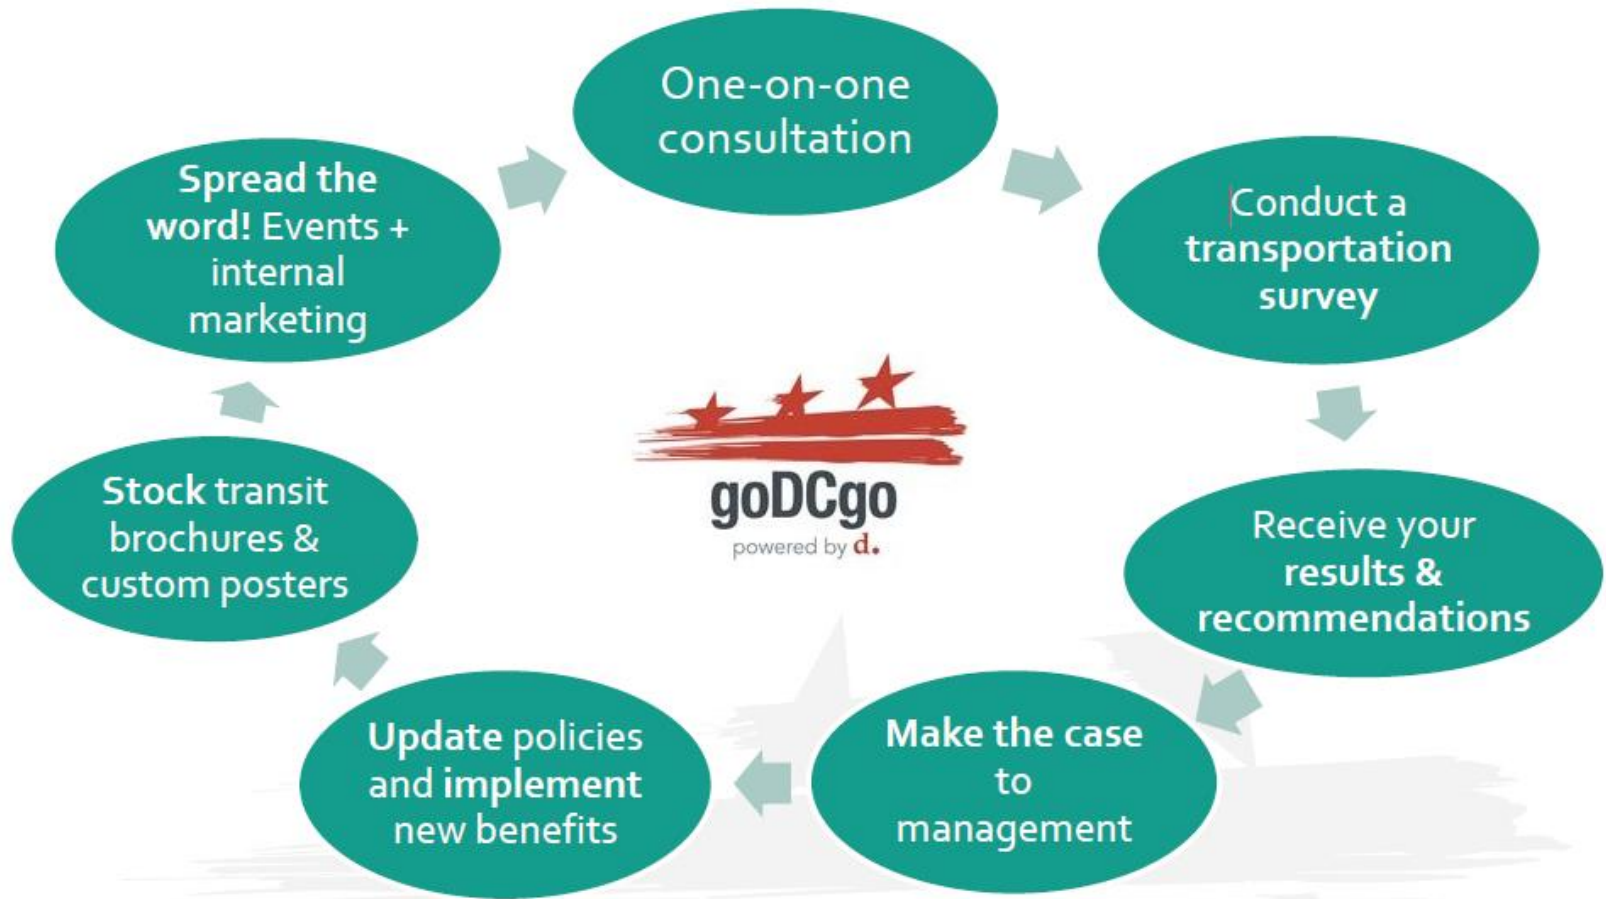 One-on-one
consultation
Conduct a
transportation
survey
Receive your
results &
recommendations
Make the case
to
management
Update policies
and implement
new benefits
Stock transit
brochures &
custom posters
Spread the
word! Events +
internal
marketing
goDCgo
powered by d.